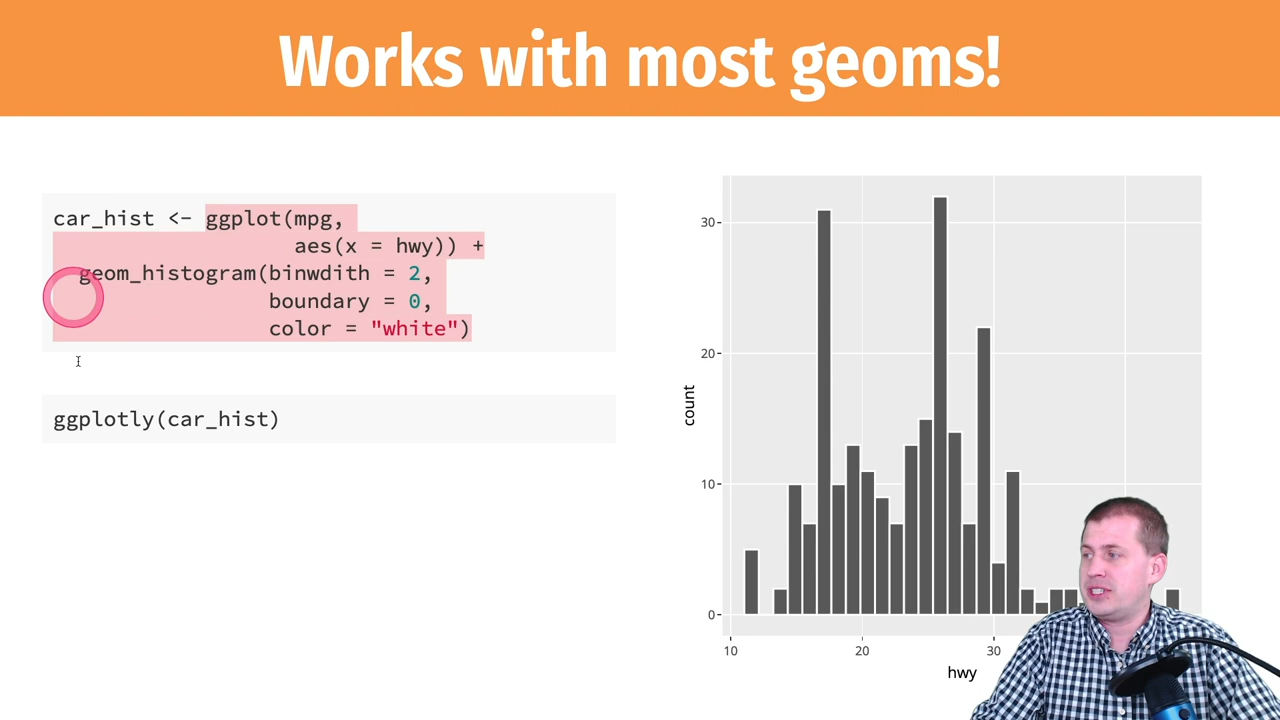 Works with most geoms!
car_hist <- ggplot(mpg,
aes(x = hwy)) +
geom_histogram(binwdith = 2,
boundary = 0,
color = "white")
ggplotly(car_hist)
30
20
10
0
count
10
20
30
hwy